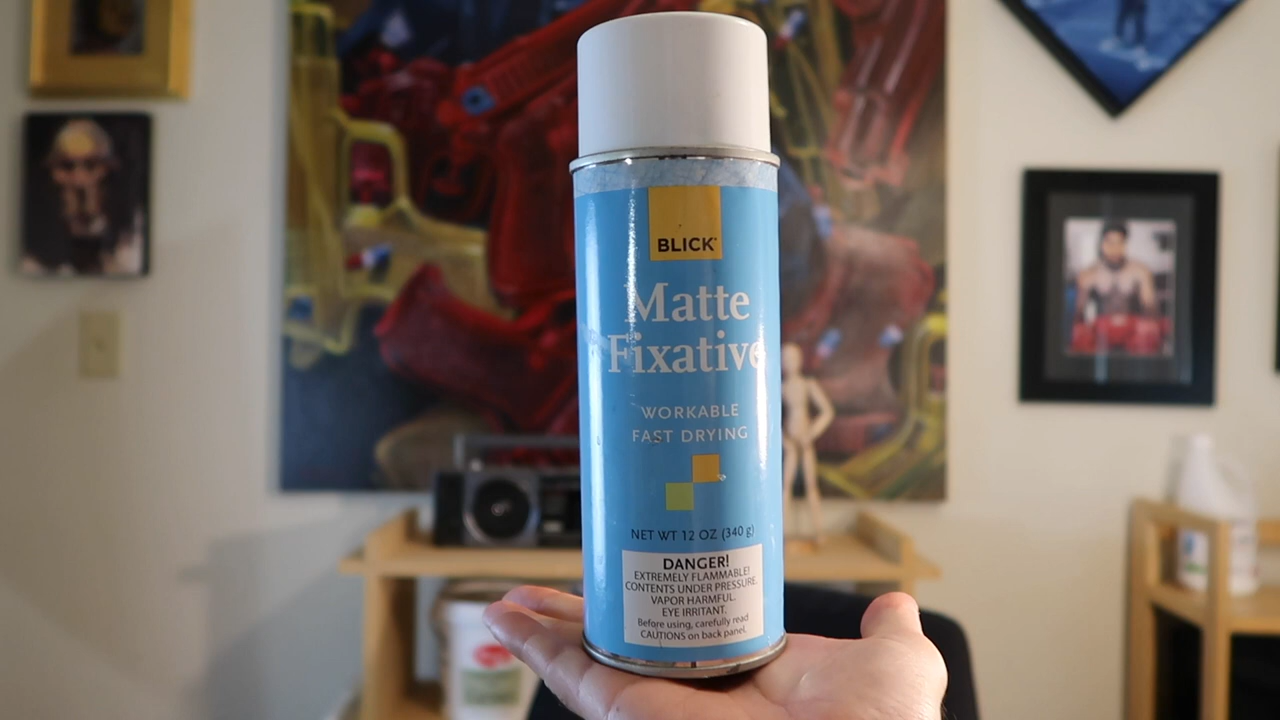 BLICK
Matte
Fixative
WORKABLE
FAST DRYING
NET WT 12 OZ (340 g)
DANGER!
EXTREMELY FLAMMABLE!
CONTENTS UNDER PRESSURE.
VAPOR HARMFUL.
EYE IRRITANT.
Before using, carefully read
CAUTIONS on back panel.